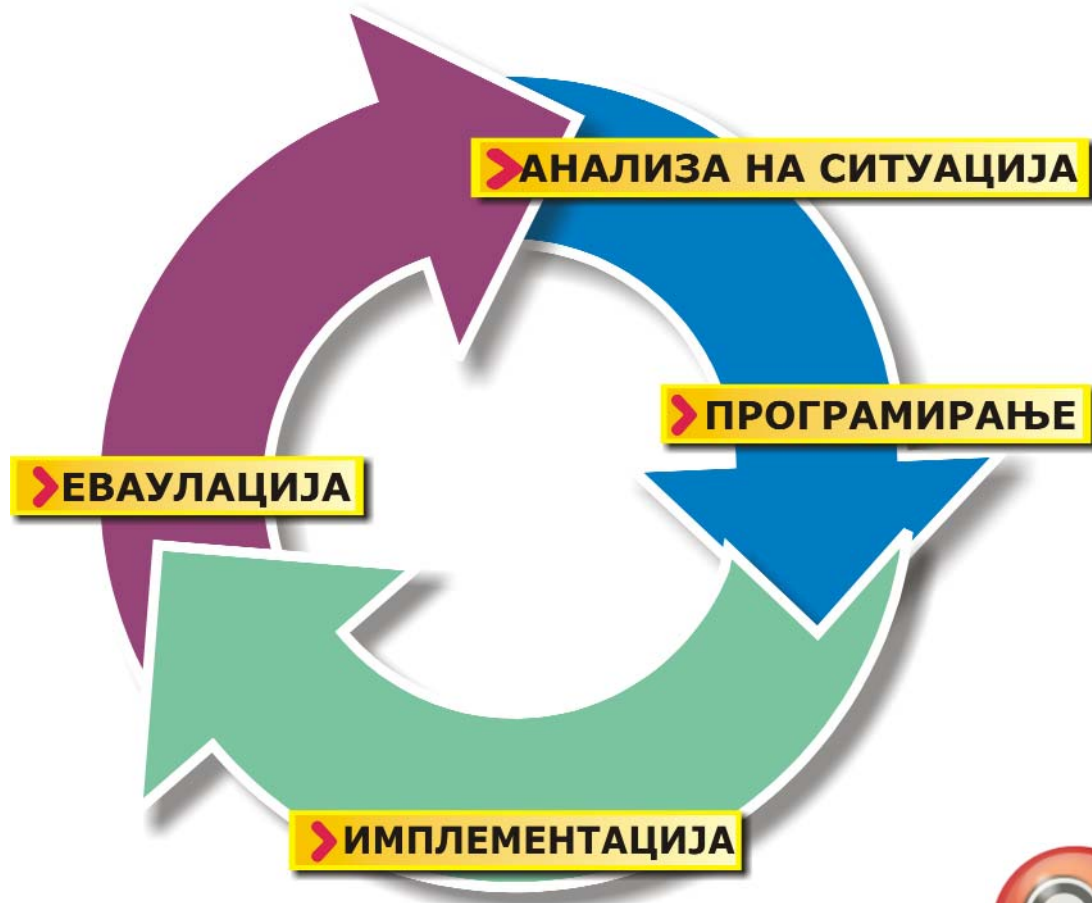 АНАЛИЗА НА СИТУАЦИЈА
ПРОГРАМИРАЊЕ
ЕВАУЛАЦИЈА
ИМПЛЕМЕНТАЦИЈА